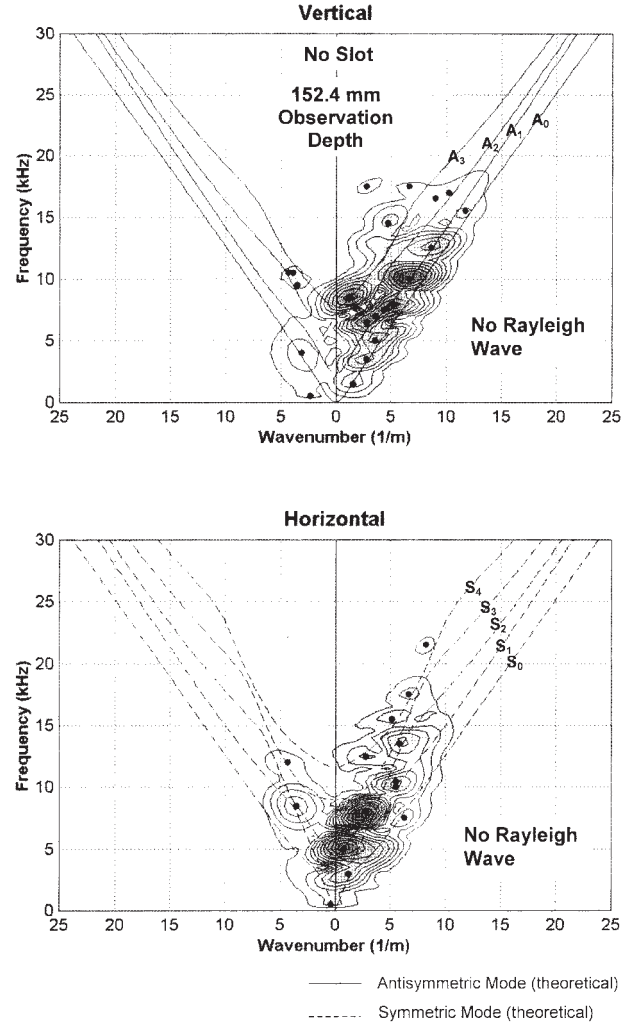 Vertical
30
No Slot
25
152.4 mm
Observation
Depth
A3 A2 A1 A0
20
Frequency (kHz)
15
10
No Rayleigh
Wave
5
0
25 20 15 10 5 0 5 10 15 20 25
Wavenumber (1/m)
Horizontal
30
25
S4
S3
S2
S1
S0
20
Frequency (kHz)
15
10
No Rayleigh
Wave
5
0
25 20 15 10 5 0 5 10 15 20 25
Wavenumber (1/m)
Antisymmetric Mode (theoretical)
Symmetric Mode (theoretical)